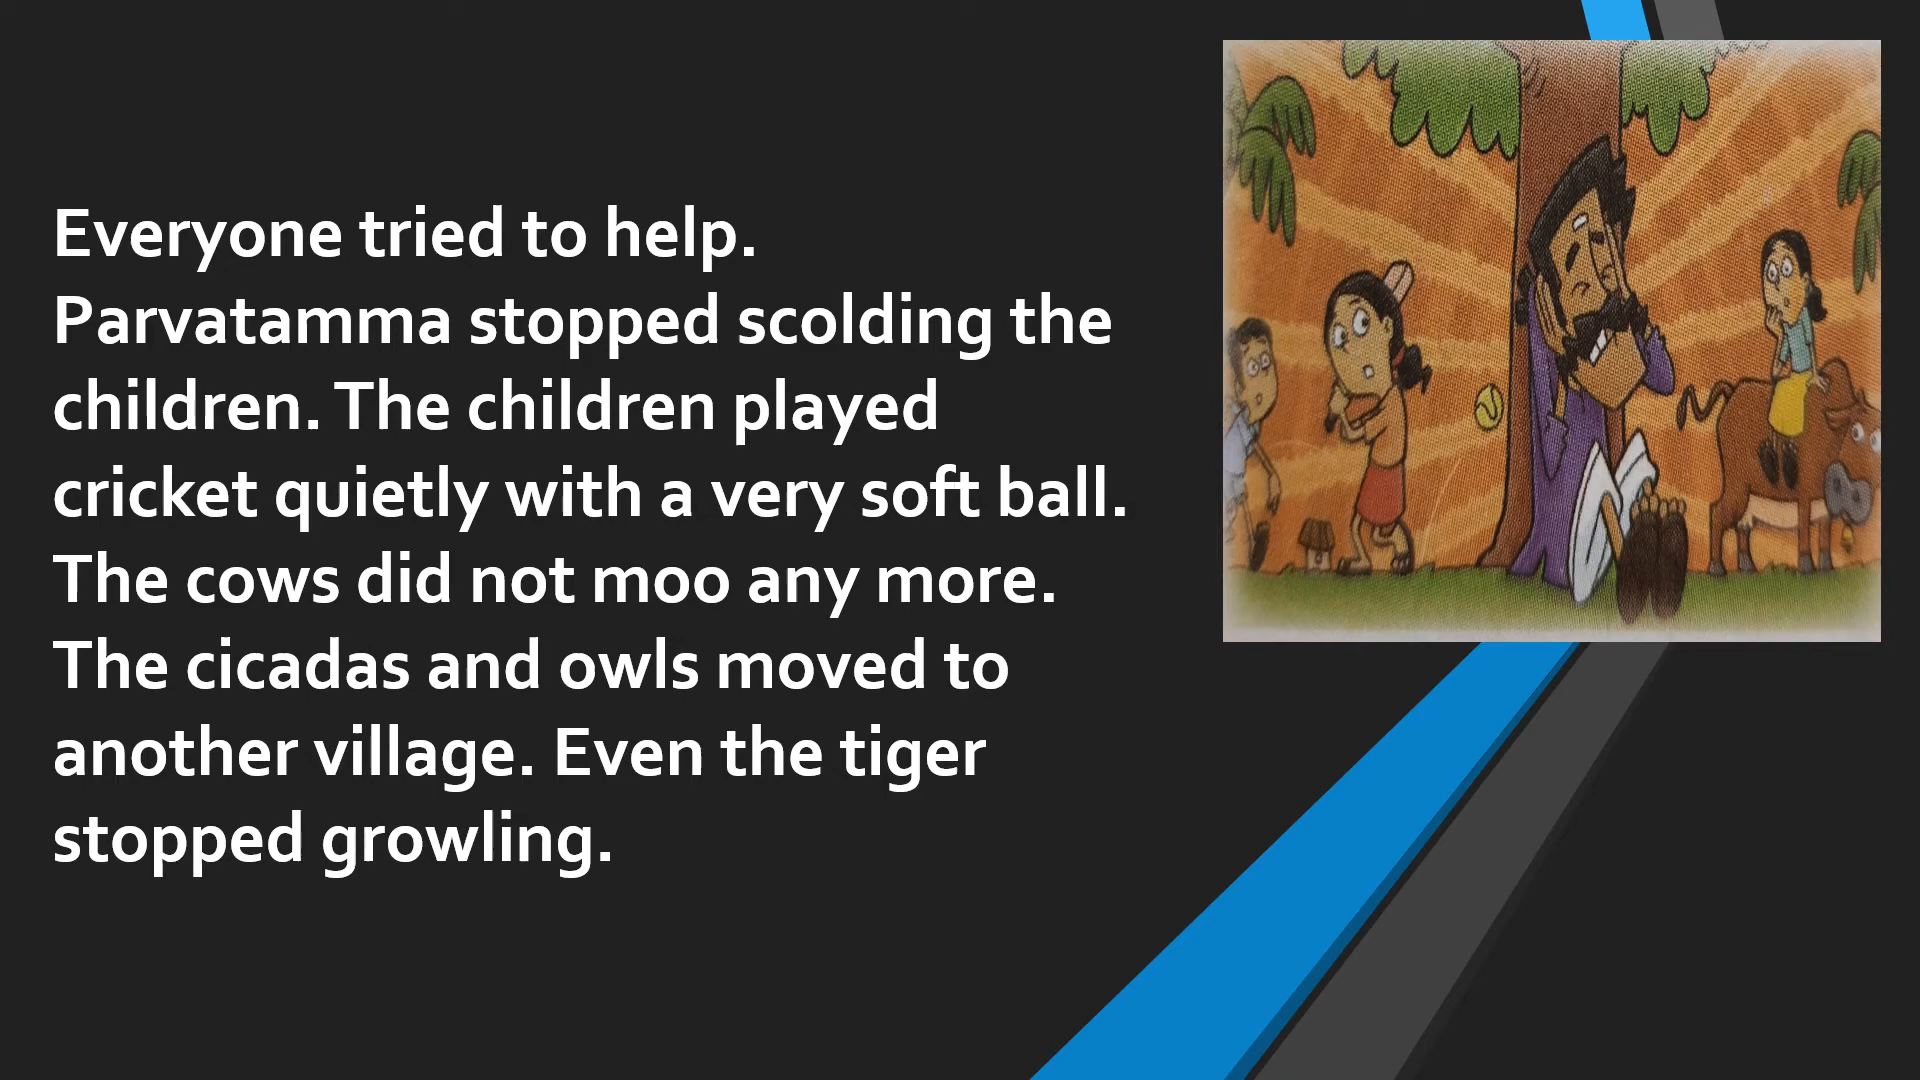 Everyone tried to help.
Parvatamma stopped scolding the
children. The children played
cricket quietly with a very soft ball.
The cows did not moo any more.
The cicadas and owls moved to
another village. Even the tiger
stopped growling.